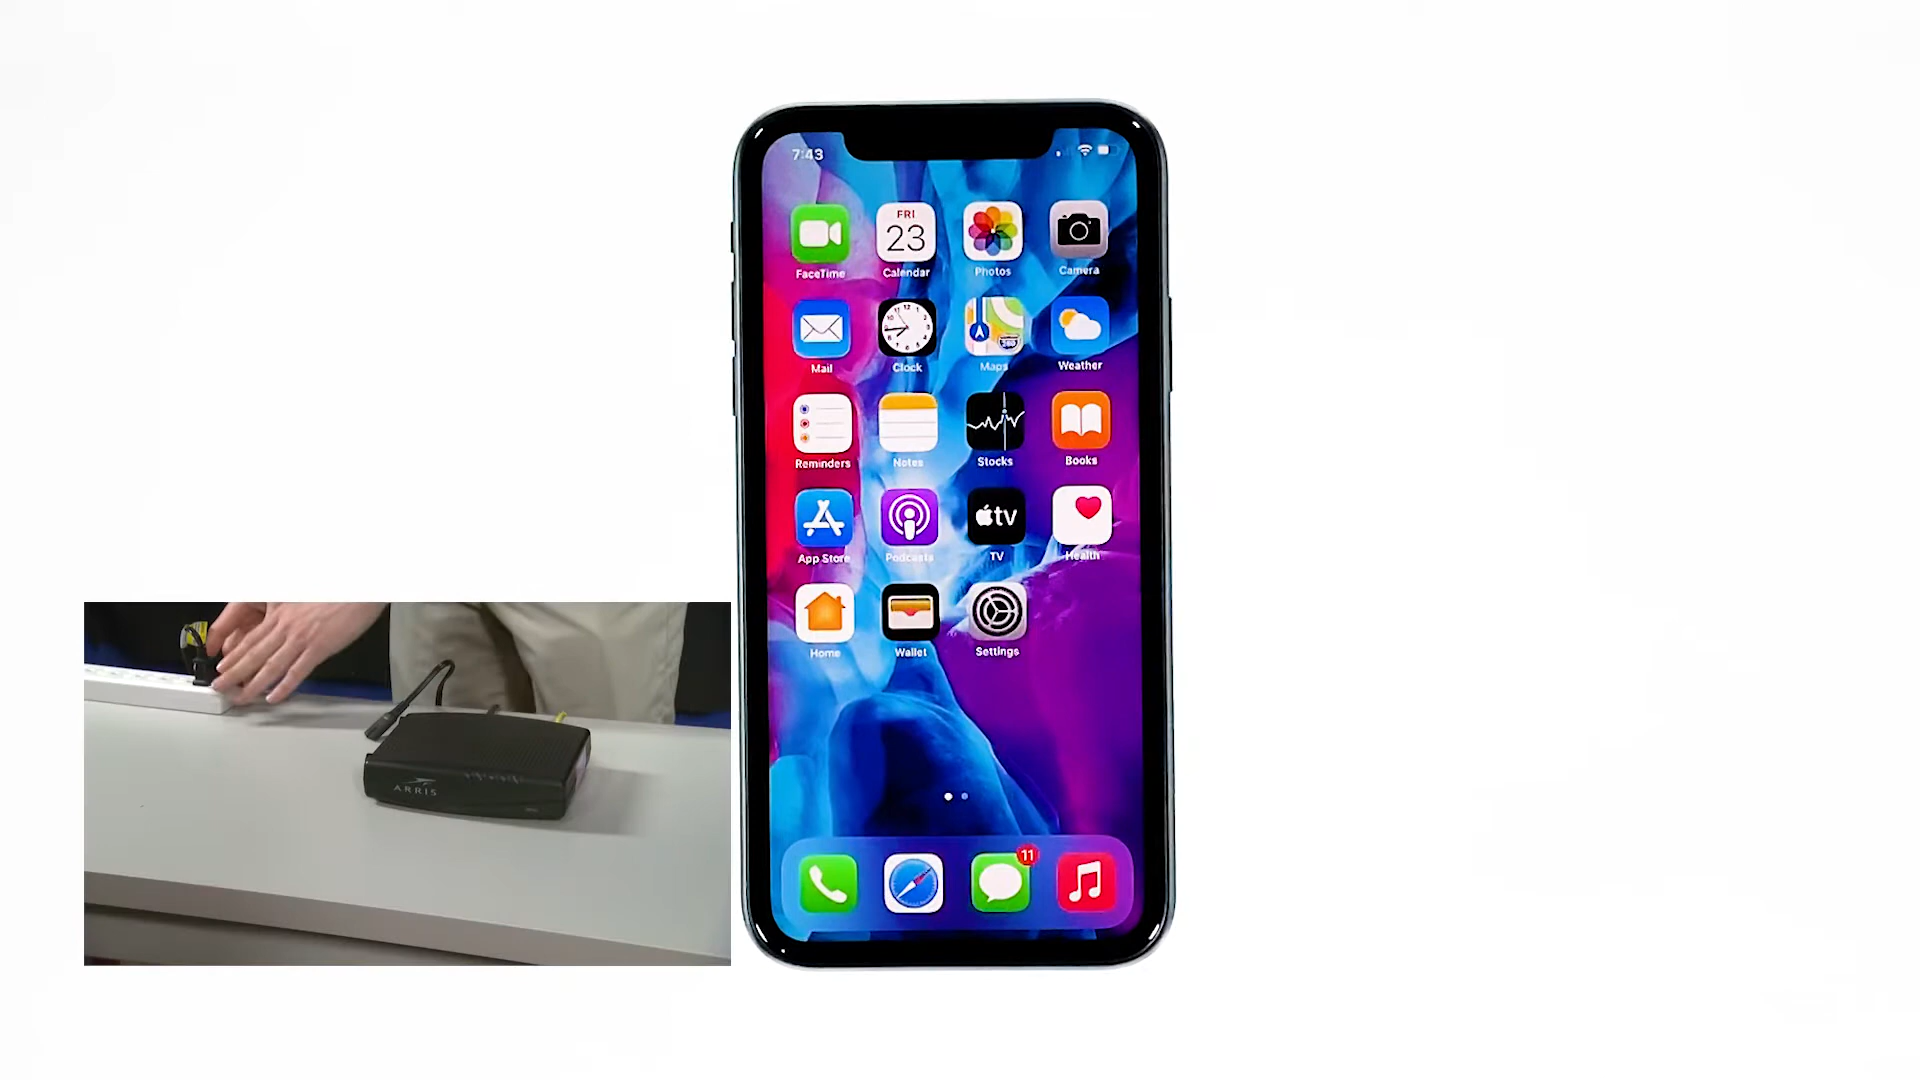 7:43
FRI
23
FaceTime Calendar Photos Camera
280
Mail Clock Maps Weather
Reminders Notes Stocks Books
tv
App Store Podcasts TV Health
Home Wallet Settings
ARRIS
11